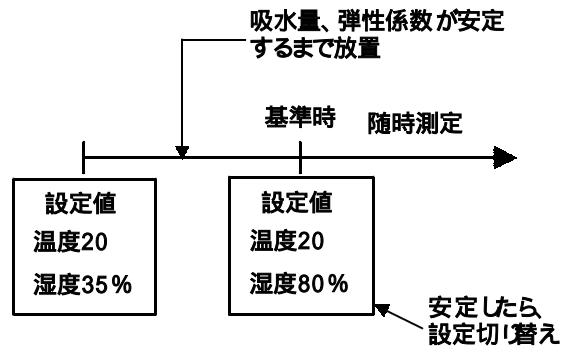 吸水量、弾性係数が安定
するまで放置
基準時
随時測定
設定値
温度20
湿度35%
設定値
温度20
湿度80%
安定したら、
設定切り替え